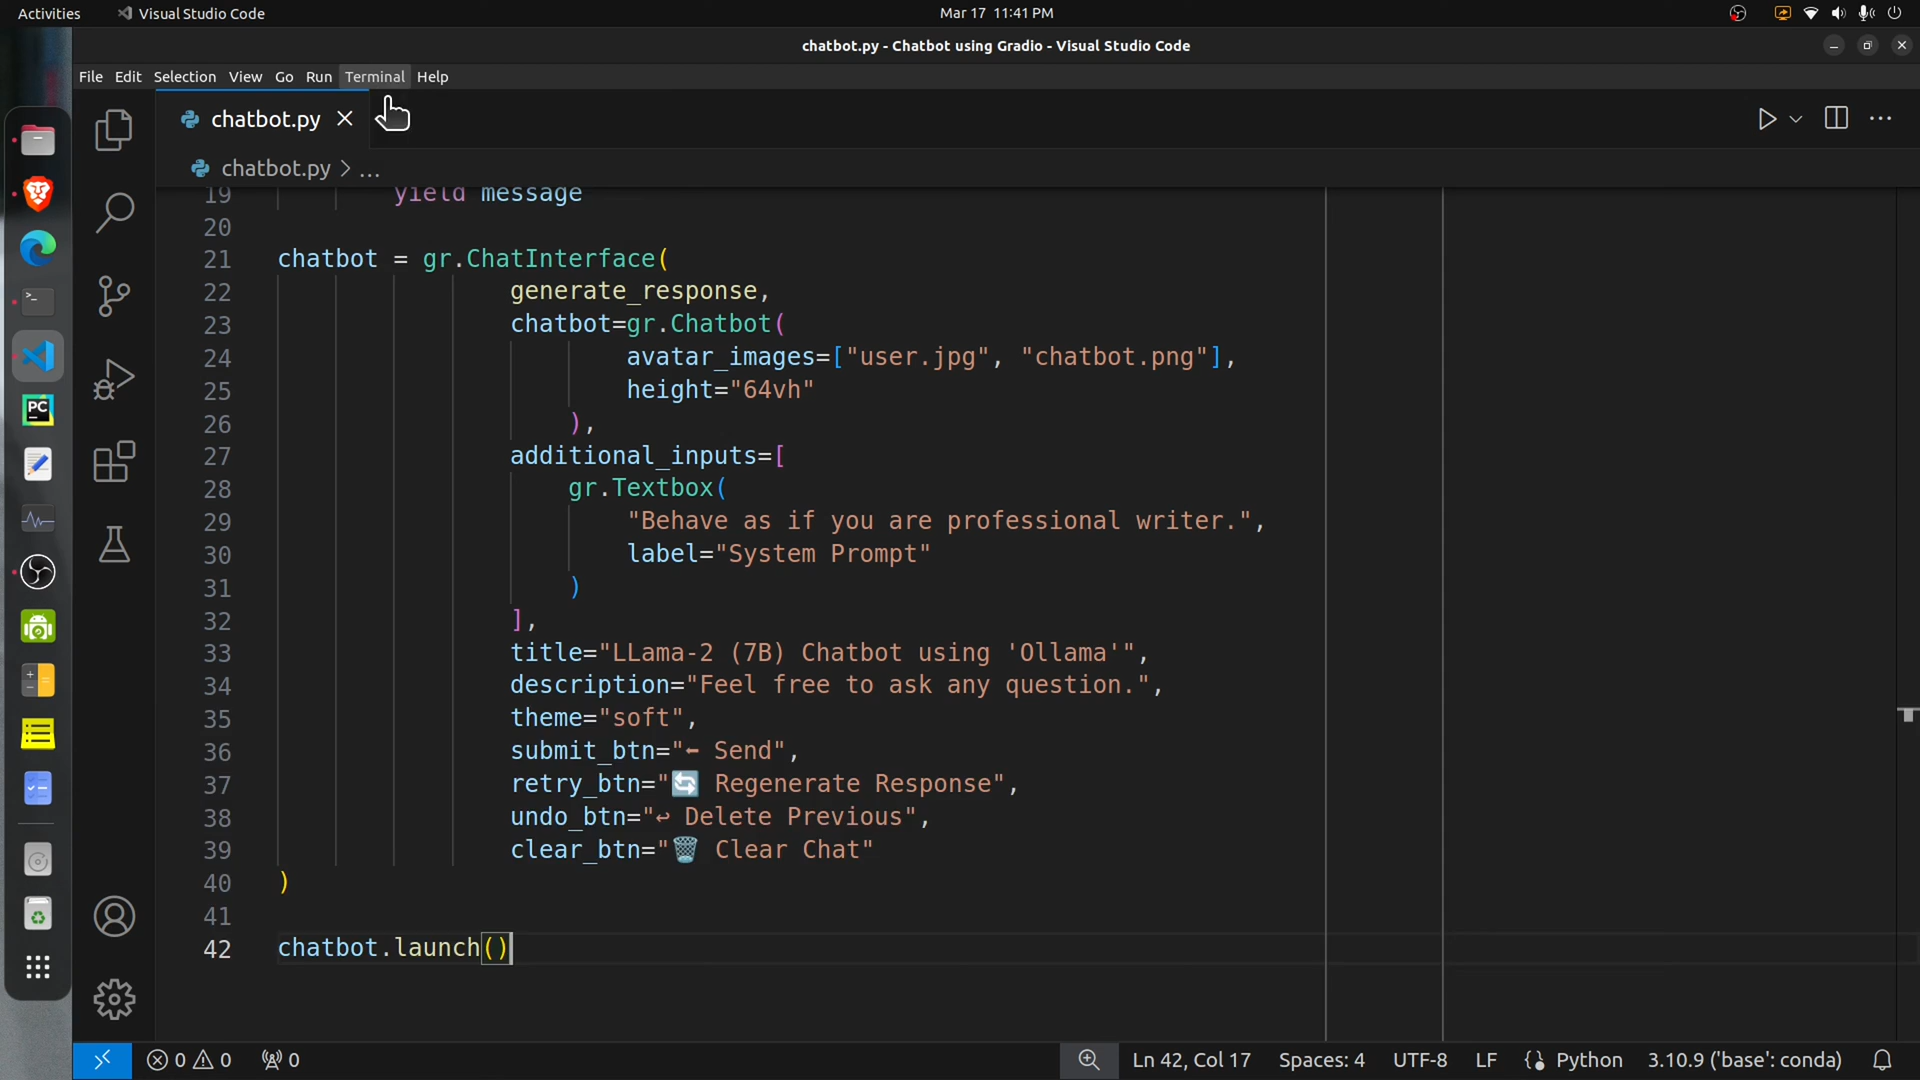 Activities Visual Studio Code Mar 17 11:41 PM
chatbot.py - Chatbot using Gradio - Visual Studio Code
File Edit Selection View Go Run Terminal Help
chatbot.py
chatbot.py > ...
19 yield message
20
21 chatbot = gr.ChatInterface(
22 generate_response,
23 chatbot=gr.Chatbot(
24 avatar_images=["user.jpg", "chatbot.png"],
25 height="64vh"
26 ),
27 additional_inputs=[
28 gr.Textbox(
29 "Behave as if you are professional writer.",
30 label="System Prompt"
31 )
32 ],
33 title="LLama-2 (7B) Chatbot using 'Ollama'",
34 description="Feel free to ask any question.",
35 theme="soft",
36 submit_btn="⬅ Send",
37 retry_btn="🔄 Regenerate Response",
38 undo_btn="↩ Delete Previous",
39 clear_btn="🗑️ Clear Chat"
40 )
41
42 chatbot.launch()
PC
0 0 0 Ln 42, Col 17 Spaces: 4 UTF-8 LF Python 3.10.9 ('base': conda)